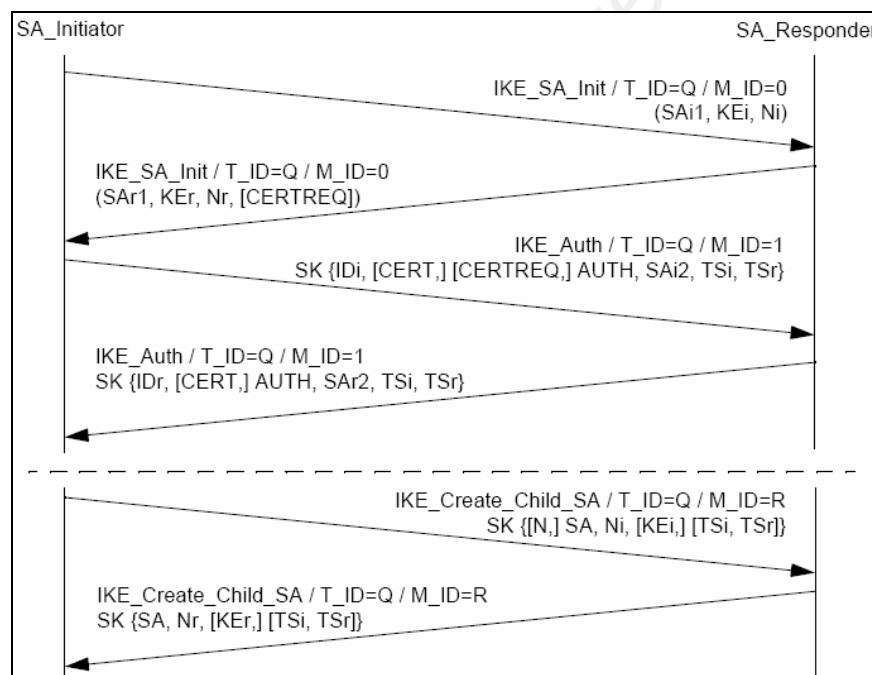 SA_Initiator
SA_Responder
IKE_SA_Init / T_ID=Q / M_ID=0
(SAi1, KEi, Ni)
IKE_SA_Init / T_ID=Q / M_ID=0
(SAr1, KEr, Nr, [CERTREQ])
IKE_Auth / T_ID=Q / M_ID=1
SK {IDi, [CERT,] [CERTREQ,] AUTH, SAi2, TSi, TSr}
IKE_Auth / T_ID=Q / M_ID=1
SK {IDr, [CERT,] AUTH, SAr2, TSi, TSr}
IKE_Create_Child_SA / T_ID=Q / M_ID=R
SK {[N,] SA, Ni, [KEi,] [TSi, TSr]}
IKE_Create_Child_SA / T_ID=Q / M_ID=R
SK {SA, Nr, [KEr,] [TSi, TSr]}